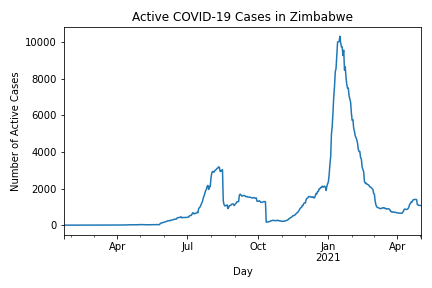 Active COVID-19 Cases in Zimbabwe
Number of Active Cases
10000
8000
6000
4000
2000
0
Apr
Jul
Oct
Jan
2021
Apr
Day